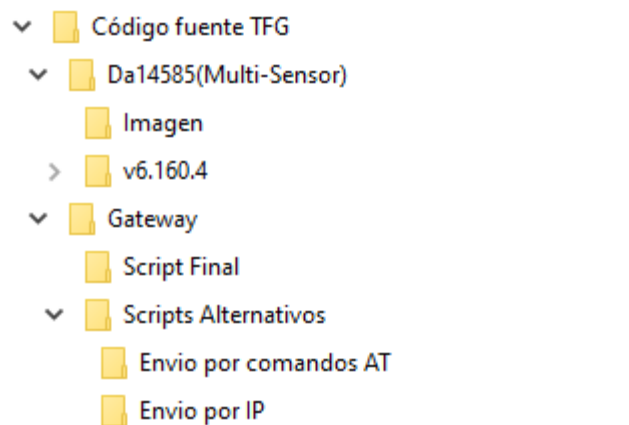 Código fuente TFG
Da14585(Multi-Sensor)
Imagen
v6.160.4
Gateway
Script Final
Scripts Alternativos
Envio por comandos AT
Envio por IP